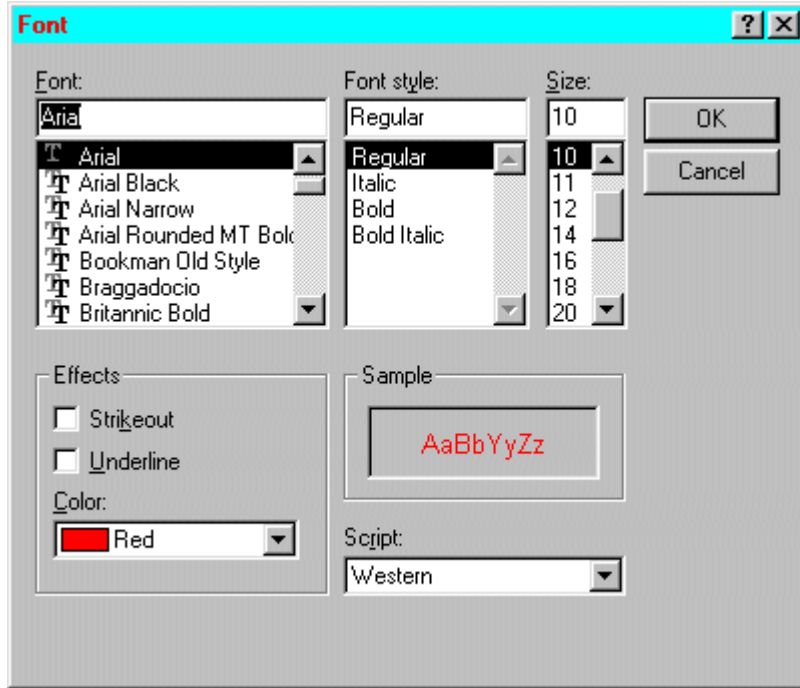 Font
Font: Font style: Size:
Arial Regular 10 OK
Arial Regular 10 Cancel
Arial Black Italic 11
Arial Narrow Bold 12
Arial Rounded MT Bold Bold Italic 14
Bookman Old Style 16
Braggadocio 18
Britannic Bold 20
Effects Sample
Strikeout AaBbYyZz
Underline
Color:
Red Script:
Western